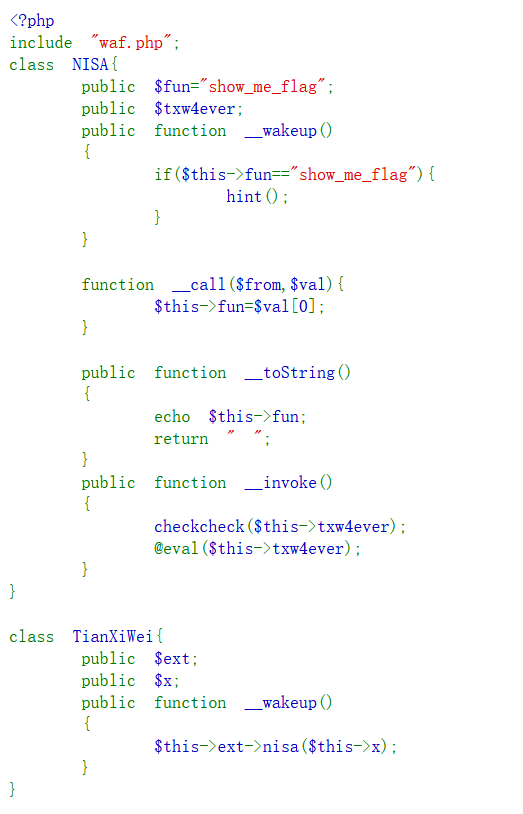 <?php
include "waf.php";
class NISA{
public $fun="show_me_flag";
public $txw4ever;
public function __wakeup()
{
if($this->fun=="show_me_flag"){
hint();
}
}
function __call($from,$val){
$this->fun=$val[0];
}
public function __toString()
{
echo $this->fun;
return " ";
}
public function __invoke()
{
checkcheck($this->txw4ever);
@eval($this->txw4ever);
}
}
class TianXiWei{
public $ext;
public $x;
public function __wakeup()
{
$this->ext->nisa($this->x);
}
}